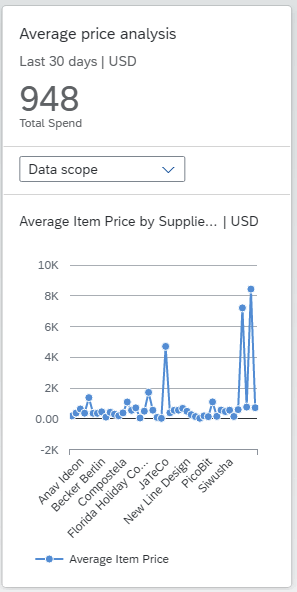 Average price analysis
Last 30 days | USD
948
Total Spend
Data scope
Average Item Price by Supplie... | USD
10K
8K
6K
4K
2K
0.00
-2K
Anav Ideon
Becker Berlin
Compostela
Florida Holiday Co...
JaTeCo
New Line Design
PicoBit
Siwusha
Average Item Price